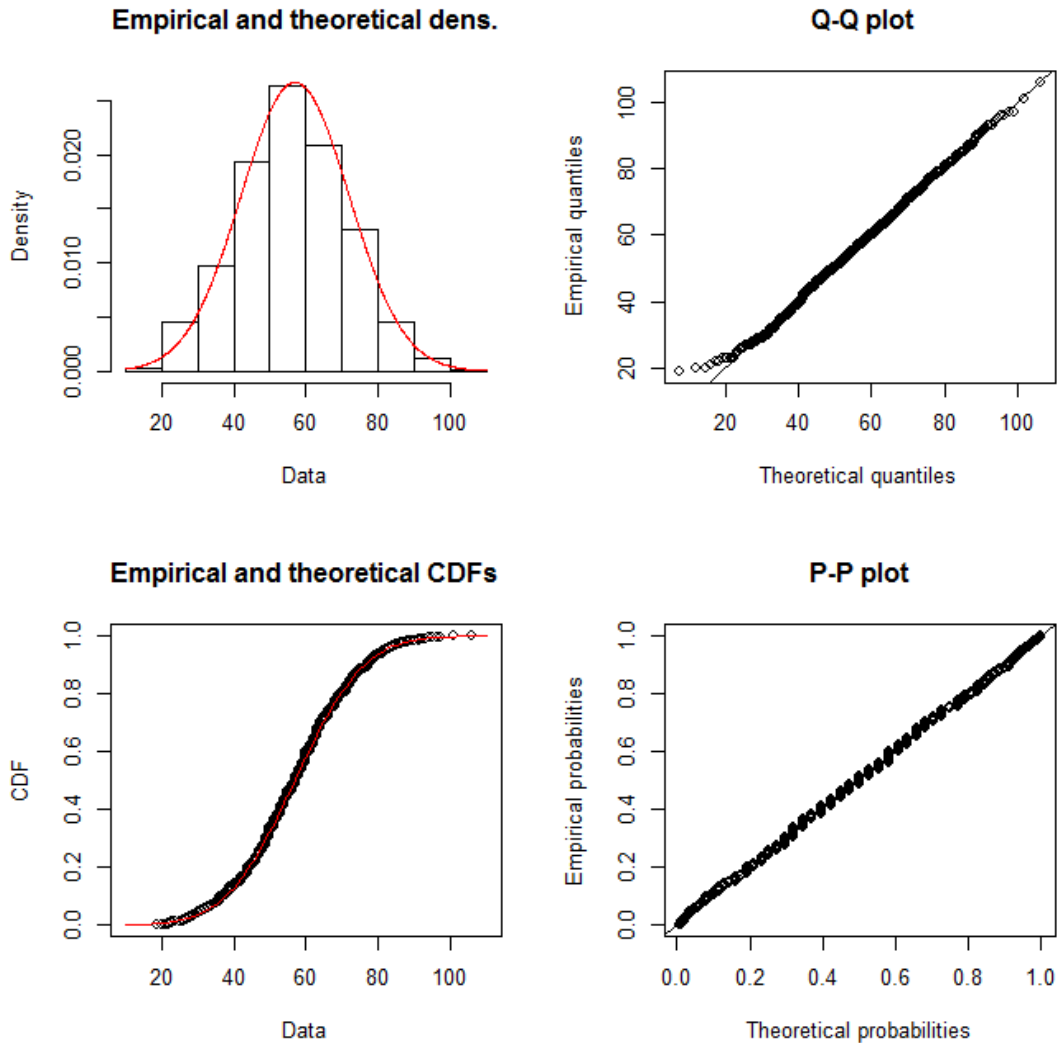 Empirical and theoretical dens.
Density
0.000
0.010
0.020
20 40 60 80 100
Data
Q-Q plot
Empirical quantiles
20 40 60 80 100
20 40 60 80 100
Theoretical quantiles
Empirical and theoretical CDFs
CDF
0.0 0.2 0.4 0.6 0.8 1.0
20 40 60 80 100
Data
P-P plot
Empirical probabilities
0.0 0.2 0.4 0.6 0.8 1.0
0.0 0.2 0.4 0.6 0.8 1.0
Theoretical probabilities